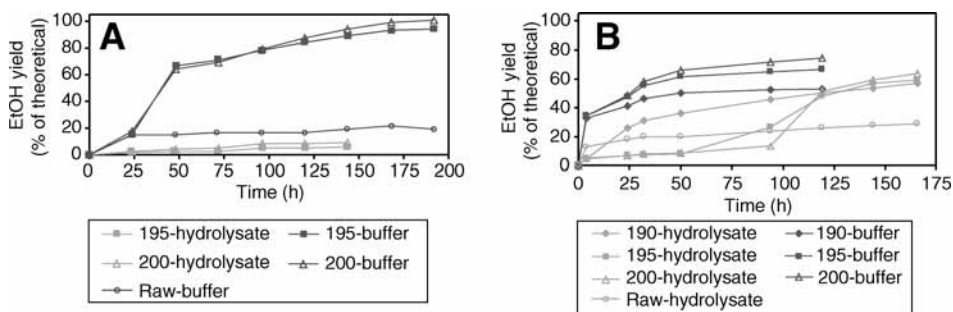 A
EtOH yield
(% of theoretical)
100
80
60
40
20
0
0 25 50 75 100 125 150 175 200
Time (h)
195-hydrolysate 195-buffer
200-hydrolysate 200-buffer
Raw-buffer
B
EtOH yield
(% of theoretical)
100
80
60
40
20
0
0 25 50 75 100 125 150 175
Time (h)
190-hydrolysate 190-buffer
195-hydrolysate 195-buffer
200-hydrolysate 200-buffer
Raw-hydrolysate